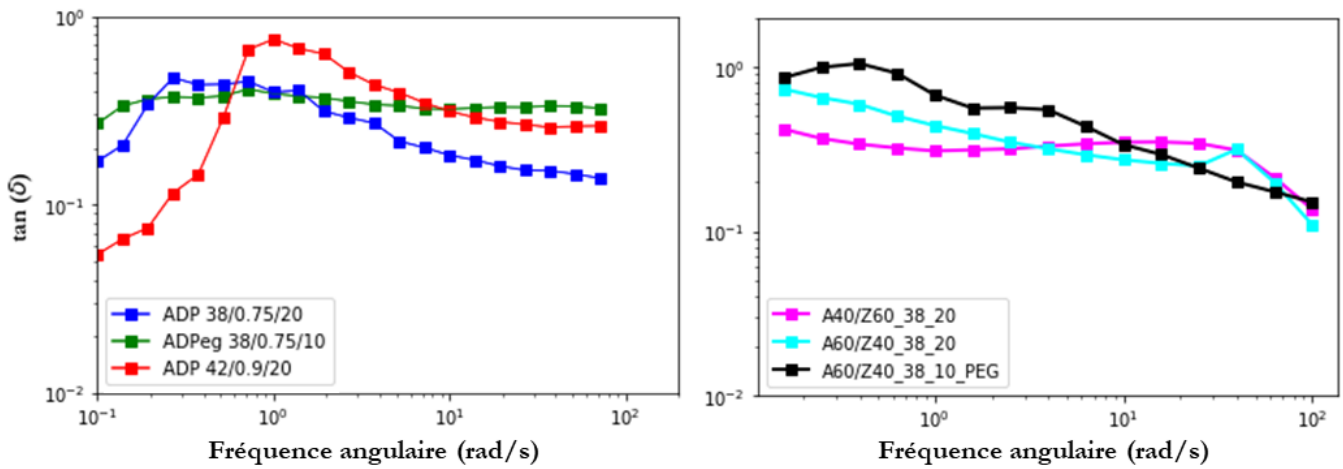 tan (δ)
10⁰
10⁻¹
10⁻²
ADP 38/0.75/20
ADPeg 38/0.75/10
ADP 42/0.9/20
10⁻¹ 10⁰ 10¹ 10²
Fréquence angulaire (rad/s)
10⁰
10⁻¹
10⁻²
A40/Z60_38_20
A60/Z40_38_20
A60/Z40_38_10_PEG
10⁰ 10¹ 10²
Fréquence angulaire (rad/s)